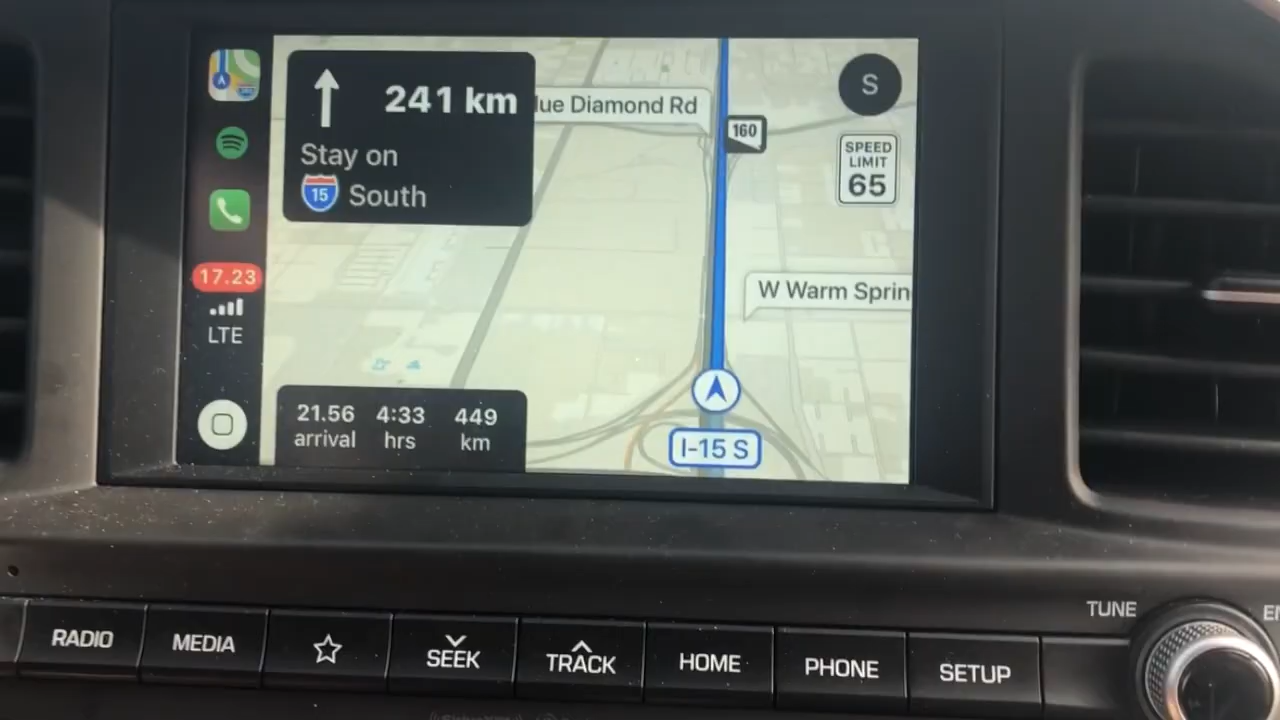 241 km
Stay on
15 South
lue Diamond Rd
160
S
SPEED
LIMIT
65
W Warm Sprin
17.23
LTE
21.56 4:33 449
arrival hrs km
I-15 S
RADIO
MEDIA
SEEK
TRACK
HOME
PHONE
SETUP
TUNE